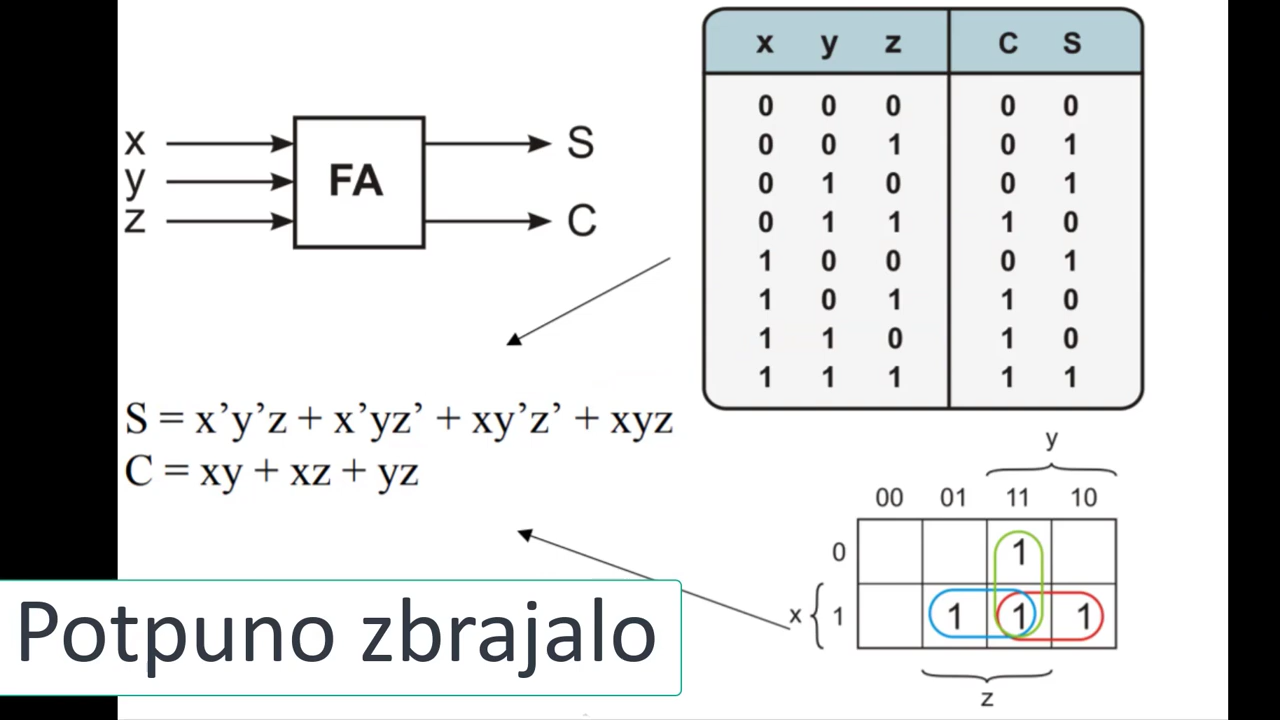 x
y
z
FA
S
C
x y z C S
0 0 0 0 0
0 0 1 0 1
0 1 0 0 1
0 1 1 1 0
1 0 0 0 1
1 0 1 1 0
1 1 0 1 0
1 1 1 1 1
S = x’y’z + x’yz’ + xy’z’ + xyz
C = xy + xz + yz
y
00 01 11 10
0 1
x { 1 1 1 1
z
Potpuno zbrajalo